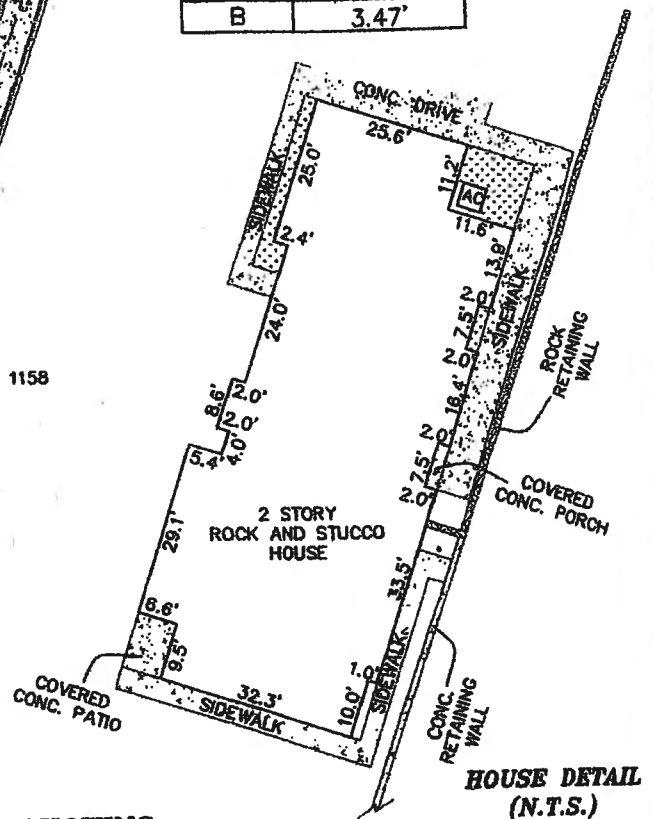 B 3.47'
CONC. DRIVE
25.6'
25.0'
SIDEWALK
11.2'
AC
11.6'
2.4'
13.9'
24.0'
2.0'
7.5'
SIDEWALK
2.0'
ROCK
RETAINING
WALL
1158
16.4'
8.6'
2.0'
2.0'
4.0'
5.4'
2.0'
7.5'
2.0'
COVERED
CONC. PORCH
29.1'
2 STORY
ROCK AND STUCCO
HOUSE
33.5'
6.6'
9.5'
COVERED
CONC. PATIO
32.3'
SIDEWALK
1.0'
10.0'
SIDEWALK
CONC.
RETAINING
WALL
HOUSE DETAIL
(N.T.S.)